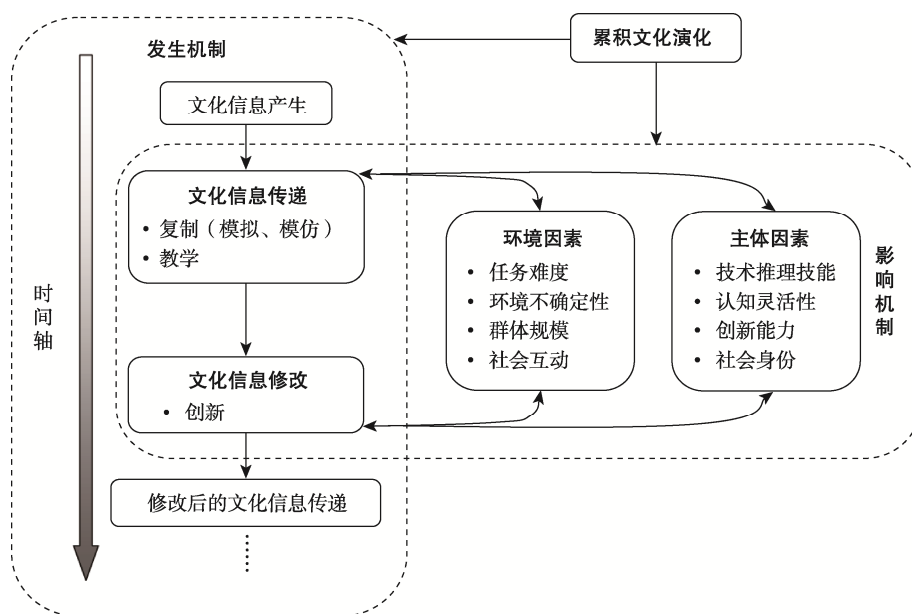 累积文化演化
发生机制
文化信息产生
文化信息传递
• 复制（模拟、模仿）
• 教学
文化信息修改
• 创新
修改后的文化信息传递
……
时间轴
环境因素
• 任务难度
• 环境不确定性
• 群体规模
• 社会互动
主体因素
• 技术推理技能
• 认知灵活性
• 创新能力
• 社会身份
影响机制